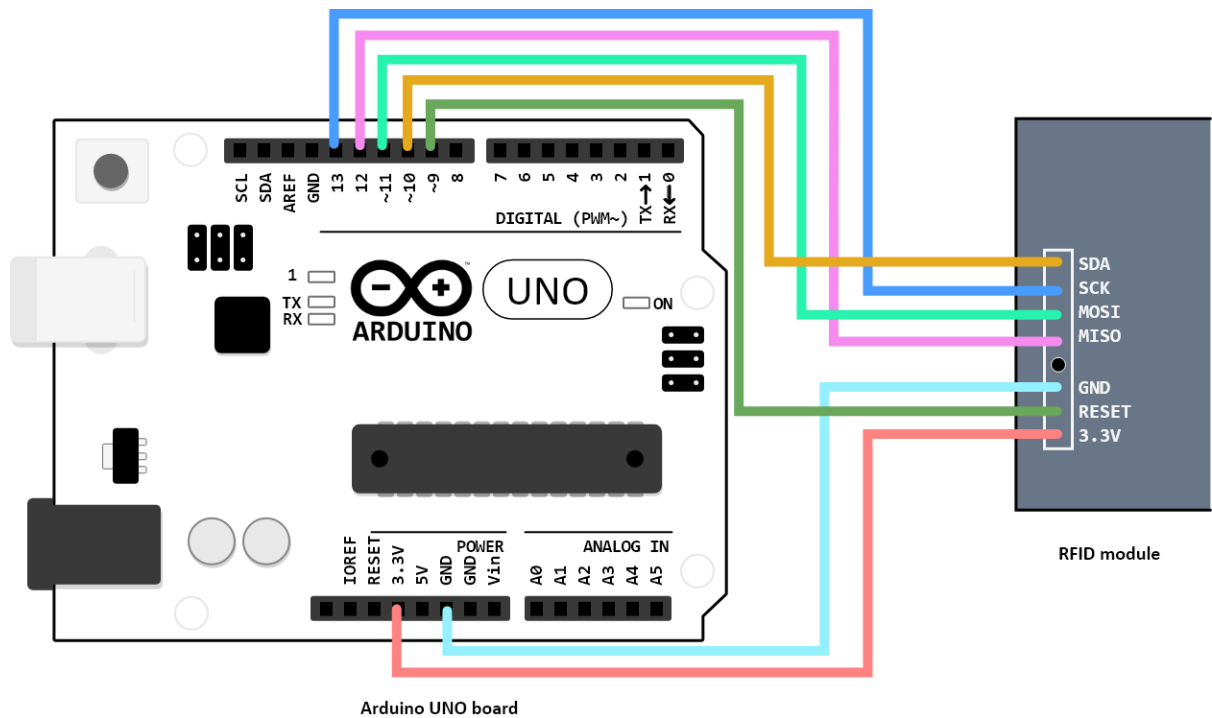 SCL
SDA
AREF
GND
13
12
~11
~10
~9
8
7
6
5
4
3
2
TX→1
RX←0
DIGITAL (PWM~)
1
TX
RX
™
ARDUINO
UNO
ON
SDA
SCK
MOSI
MISO
GND
RESET
3.3V
RFID module
IOREF
RESET
3.3V
5V
GND
GND
Vin
POWER
ANALOG IN
A0
A1
A2
A3
A4
A5
Arduino UNO board